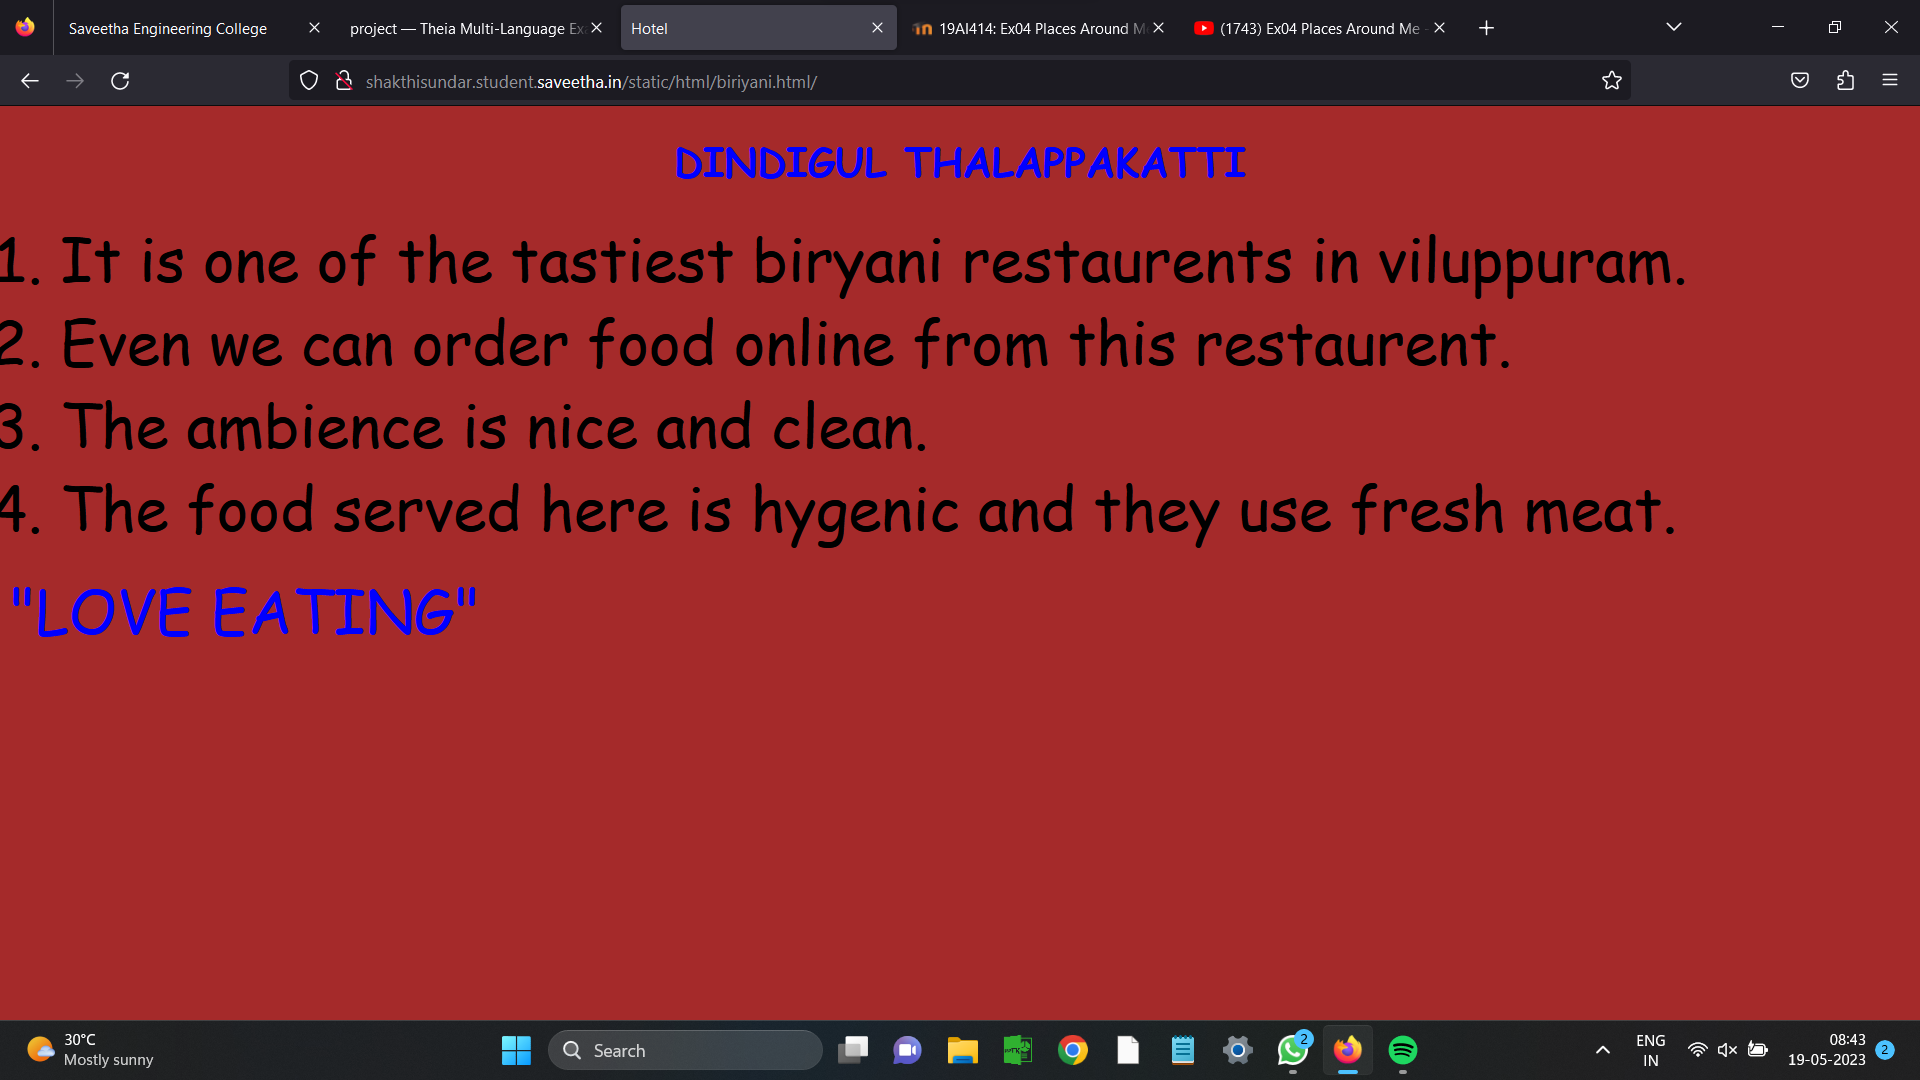 Saveetha Engineering College
project — Theia Multi-Language Ex
Hotel
19AI414: Ex04 Places Around M
(1743) Ex04 Places Around Me -
shakthisundar.student.saveetha.in/static/html/biriyani.html/
DINDIGUL THALAPPAKATTI
1. It is one of the tastiest biryani restaurents in viluppuram.
2. Even we can order food online from this restaurent.
3. The ambience is nice and clean.
4. The food served here is hygenic and they use fresh meat.
"LOVE EATING"
30°C
Mostly sunny
Search
2
ENG
IN
08:43
19-05-2023
2